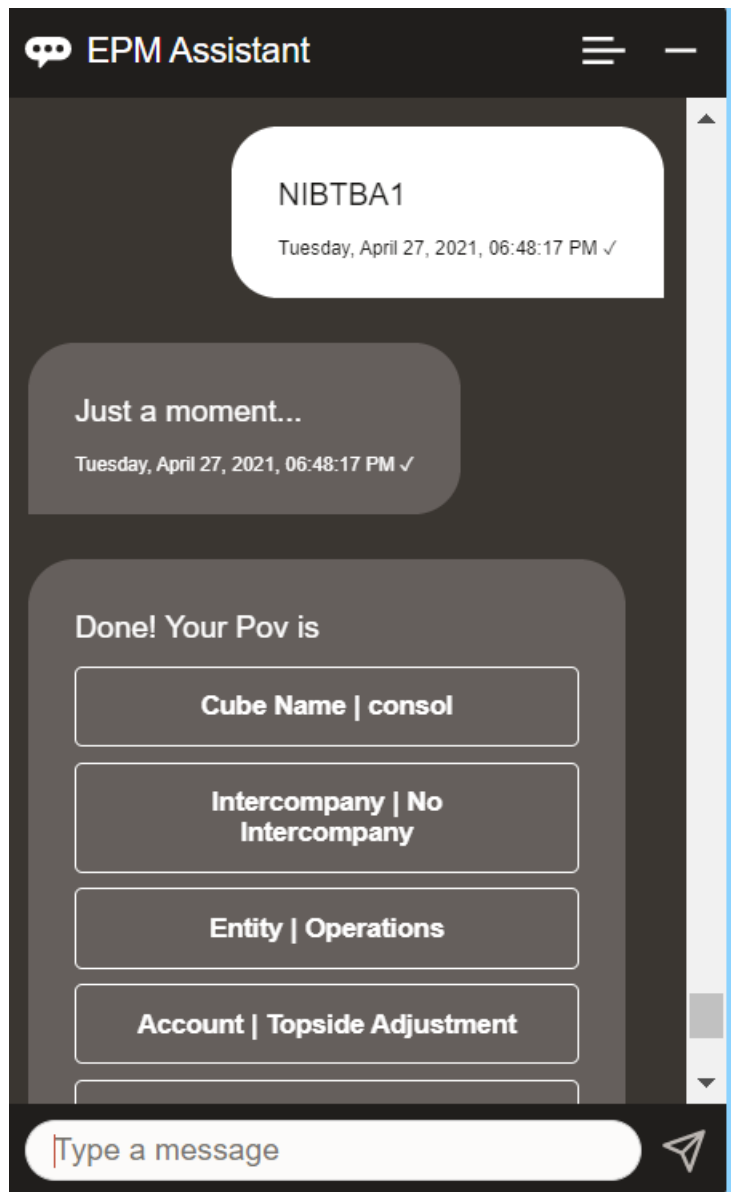 EPM Assistant
NIBTBA1
Tuesday, April 27, 2021, 06:48:17 PM ✓
Just a moment...
Tuesday, April 27, 2021, 06:48:17 PM ✓
Done! Your Pov is
Cube Name | consol
Intercompany | No
Intercompany
Entity | Operations
Account | Topside Adjustment
Type a message